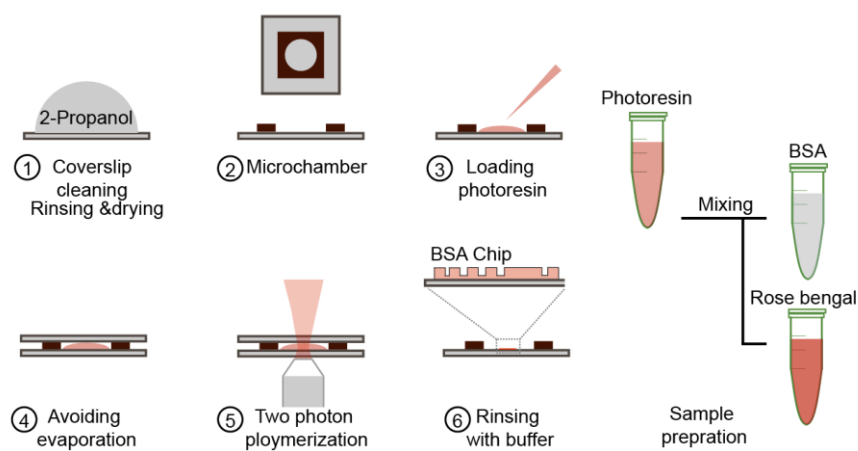 2-Propanol
1 Coverslip
cleaning
Rinsing &drying
2 Microchamber
3 Loading
photoresin
4 Avoiding
evaporation
5 Two photon
ploymerization
BSA Chip
6 Rinsing
with buffer
Photoresin
BSA
Mixing
Rose bengal
Sample
prepration